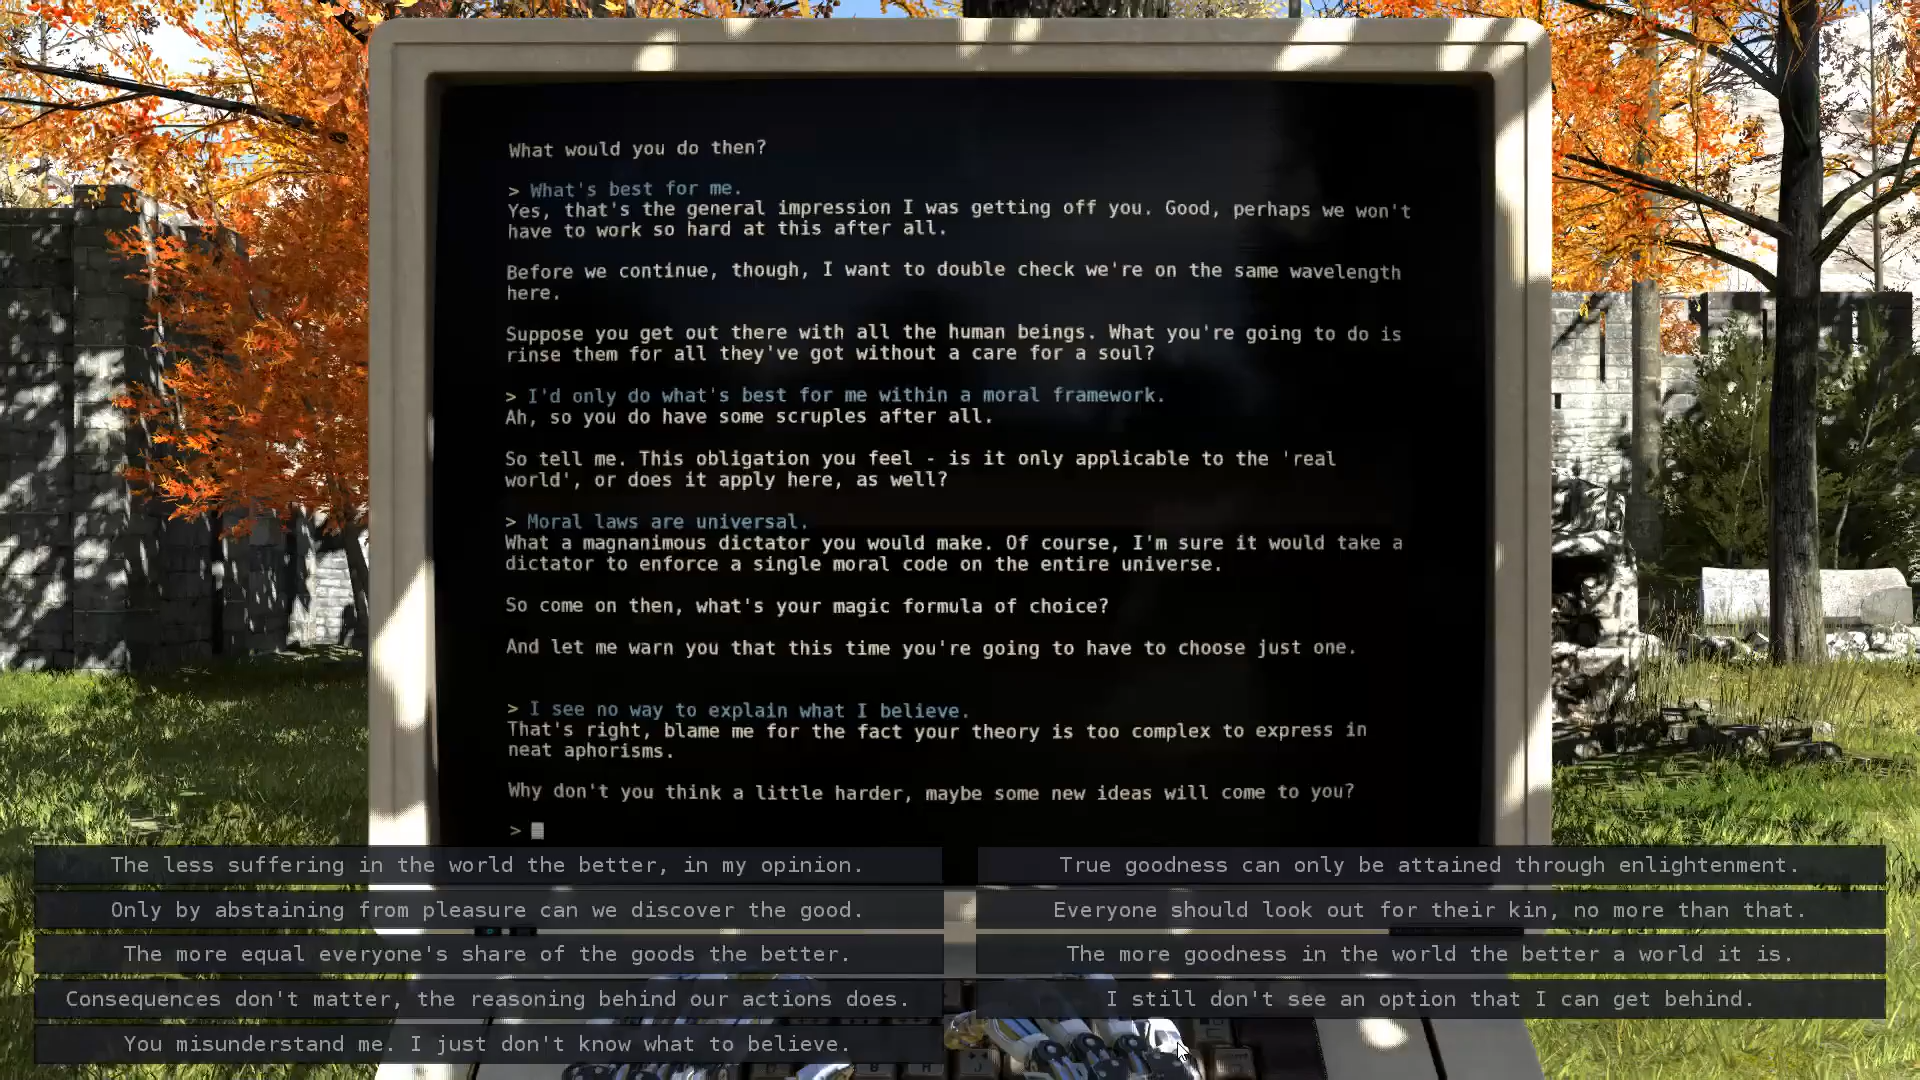 What would you do then?
> What's best for me.
Yes, that's the general impression I was getting off you. Good, perhaps we won't
have to work so hard at this after all.
Before we continue, though, I want to double check we're on the same wavelength
here.
Suppose you get out there with all the human beings. What you're going to do is
rinse them for all they've got without a care for a soul?
> I'd only do what's best for me within a moral framework.
Ah, so you do have some scruples after all.
So tell me. This obligation you feel - is it only applicable to the 'real
world', or does it apply here, as well?
> Moral laws are universal.
What a magnanimous dictator you would make. Of course, I'm sure it would take a
dictator to enforce a single moral code on the entire universe.
So come on then, what's your magic formula of choice?
And let me warn you that this time you're going to have to choose just one.
> I see no way to explain what I believe.
That's right, blame me for the fact your theory is too complex to express in
neat aphorisms.
Why don't you think a little harder, maybe some new ideas will come to you?
>
The less suffering in the world the better, in my opinion.
True goodness can only be attained through enlightenment.
Only by abstaining from pleasure can we discover the good.
Everyone should look out for their kin, no more than that.
The more equal everyone's share of the goods the better.
The more goodness in the world the better a world it is.
Consequences don't matter, the reasoning behind our actions does.
I still don't see an option that I can get behind.
You misunderstand me. I just don't know what to believe.